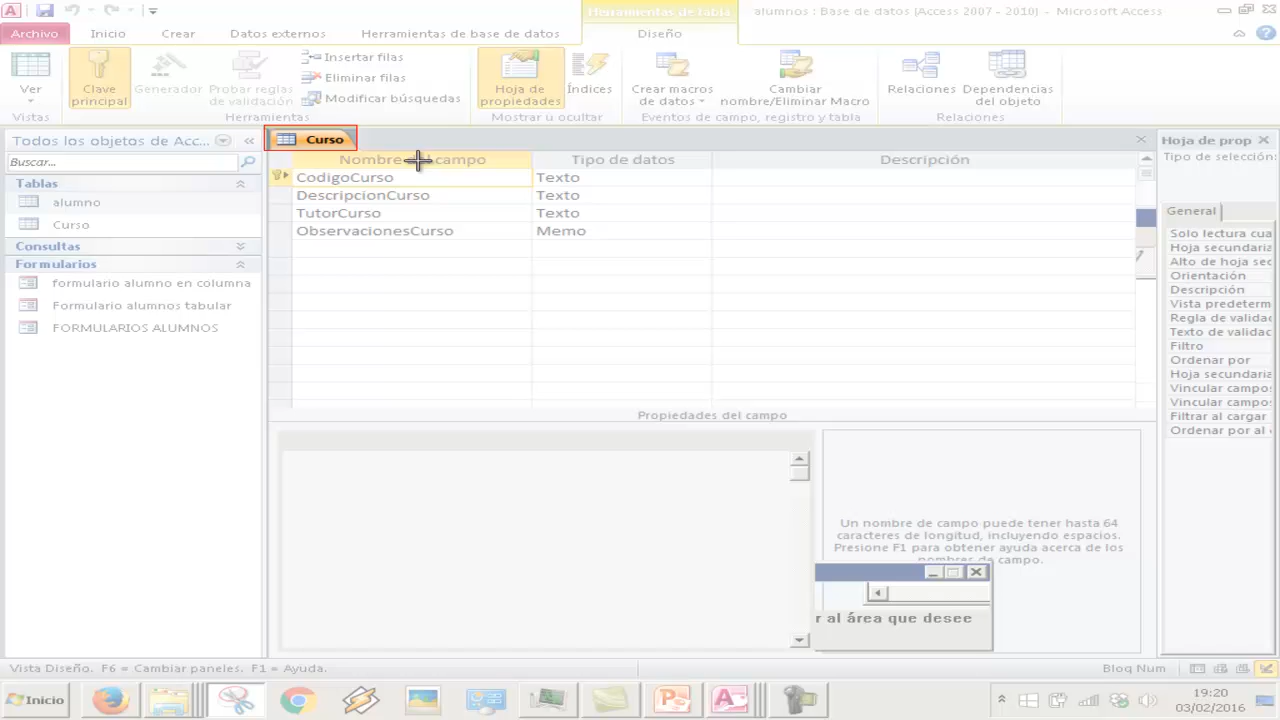 Herramientas de tabla
alumnos : Base de datos (Access 2007 - 2010) - Microsoft Access
Archivo
Inicio
Crear
Datos externos
Herramientas de base de datos
Diseño
Ver
Clave principal
Generador
Probar reglas de validación
Insertar filas
Eliminar filas
Modificar búsquedas
Hoja de propiedades
Índices
Crear macros de datos
Cambiar nombre/Eliminar Macro
Relaciones
Dependencias del objeto
Vistas
Herramientas
Mostrar u ocultar
Eventos de campo, registro y tabla
Relaciones
Todos los objetos de Acc...
Buscar...
Tablas
alumno
Curso
Consultas
Formularios
formulario alumno en columna
Formulario alumnos tabular
FORMULARIOS ALUMNOS
Curso
Nombre campo
Tipo de datos
Descripción
CodigoCurso
Texto
DescripcionCurso
Texto
TutorCurso
Texto
ObservacionesCurso
Memo
Propiedades del campo
Un nombre de campo puede tener hasta 64
caracteres de longitud, incluyendo espacios.
Presione F1 para obtener ayuda acerca de los
nombres de campo.
r al área que desee
Hoja de prop
Tipo de selección:
General
Solo lectura cua
Hoja secundaria
Alto de hoja sec
Orientación
Descripción
Vista predeterm
Regla de valida
Texto de validac
Filtro
Ordenar por
Hoja secundaria
Vincular campo
Vincular campo
Filtrar al cargar
Ordenar por al
Vista Diseño. F6 = Cambiar paneles. F1 = Ayuda.
Bloq Num
Inicio
19:20
03/02/2016